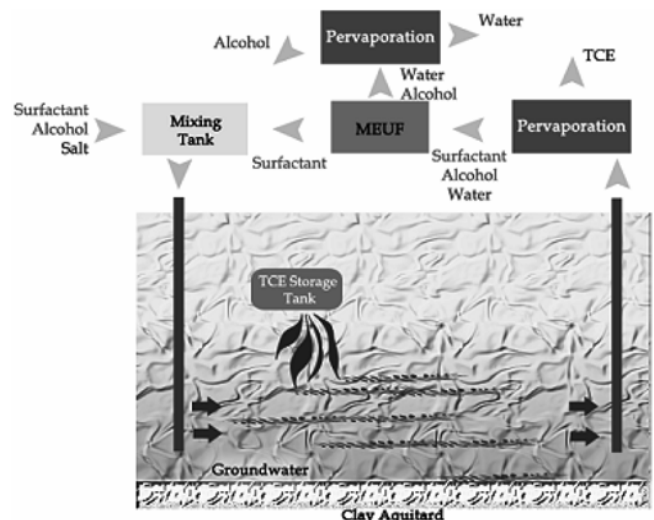 Alcohol
Pervaporation
Water
TCE
Water
Alcohol
Surfactant
Alcohol
Salt
Mixing
Tank
Surfactant
MEUF
Surfactant
Alcohol
Water
Pervaporation
TCE Storage
Tank
Groundwater
Clay Aquitard